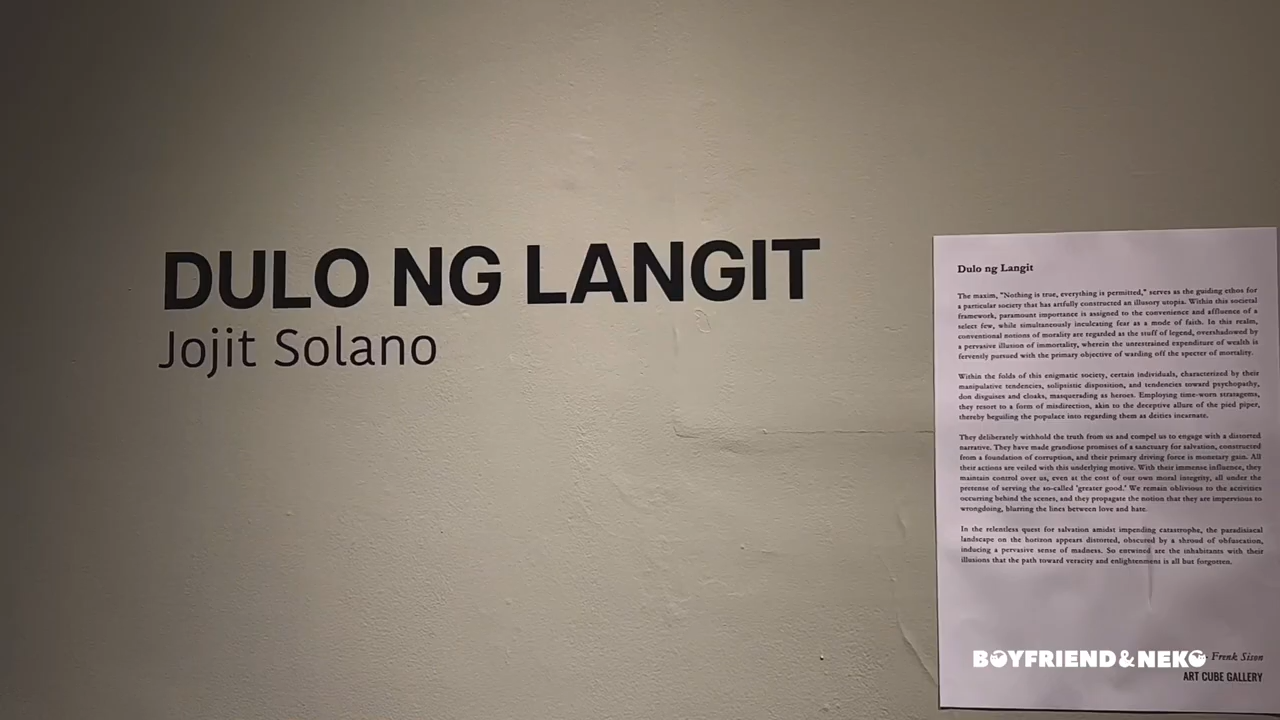 DULO NG LANGIT
Jojit Solano
Dulo ng Langit
The maxim, "Nothing is true, everything is permitted," serves as the guiding ethos for
a particular society that has artfully constructed an illusory utopia. Within this societal
framework, paramount importance is assigned to the convenience and affluence of a
select few, while simultaneously inculcating fear as a mode of faith. In this realm,
conventional notions of morality are regarded as the stuff of legend, overshadowed by
a pervasive illusion of immortality, wherein the unrestrained expenditure of wealth is
fervently pursued with the primary objective of warding off the specter of mortality.
Within the folds of this enigmatic society, certain individuals, characterized by their
manipulative tendencies, solipsistic disposition, and tendencies toward psychopathy,
don disguises and cloaks, masquerading as heroes. Employing time-worn stratagems,
they resort to a form of misdirection, akin to the deceptive allure of the pied piper,
thereby beguiling the populace into regarding them as deities incarnate.
They deliberately withhold the truth from us and compel us to engage with a distorted
narrative. They have made grandiose promises of a sanctuary for salvation, constructed
from a foundation of corruption, and their primary driving force is monetary gain. All
their actions are veiled with this underlying motive. With their immense influence, they
maintain control over us, even at the cost of our own moral integrity, all under the
pretense of serving the so-called 'greater good.' We remain oblivious to the activities
occurring behind the scenes, and they propagate the notion that they are impervious to
wrongdoing, blurring the lines between love and hate.
In the relentless quest for salvation amidst impending catastrophe, the paradisiacal
landscape on the horizon appears distorted, obscured by a shroud of obfuscation,
inducing a pervasive sense of madness. So entwined are the inhabitants with their
illusions that the path toward veracity and enlightenment is all but forgotten.
BOYFRIEND & NEKO
- Frenk Sison
ART CUBE GALLERY